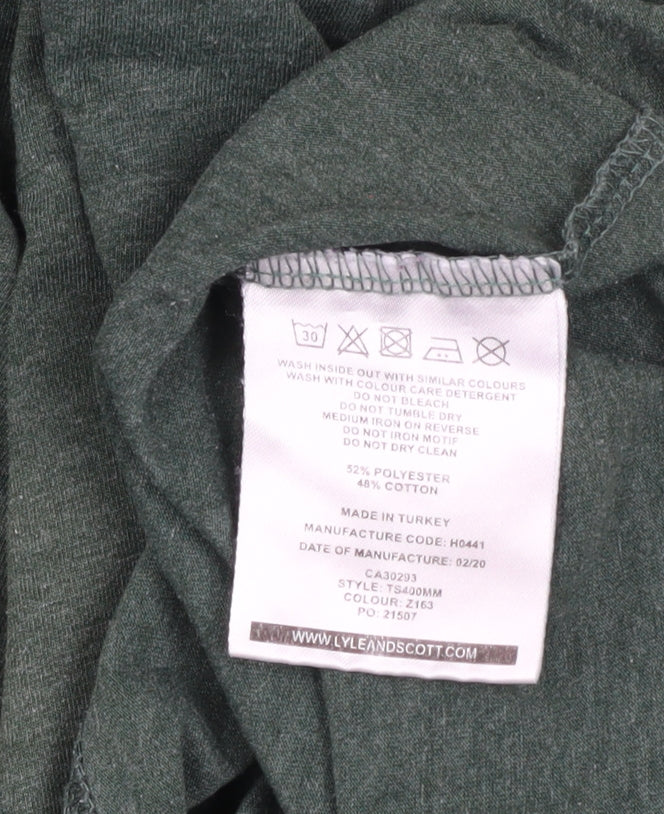 30
WASH INSIDE OUT WITH SIMILAR COLOURS
WASH WITH COLOUR CARE DETERGENT
DO NOT BLEACH
DO NOT TUMBLE DRY
MEDIUM IRON ON REVERSE
DO NOT IRON MOTIF
DO NOT DRY CLEAN
52% POLYESTER
48% COTTON
MADE IN TURKEY
MANUFACTURE CODE: H0441
DATE OF MANUFACTURE: 02/20
CA30293
STYLE: TS400MM
COLOUR: Z163
PO: 21507
WWW.LYLEANDSCOTT.COM